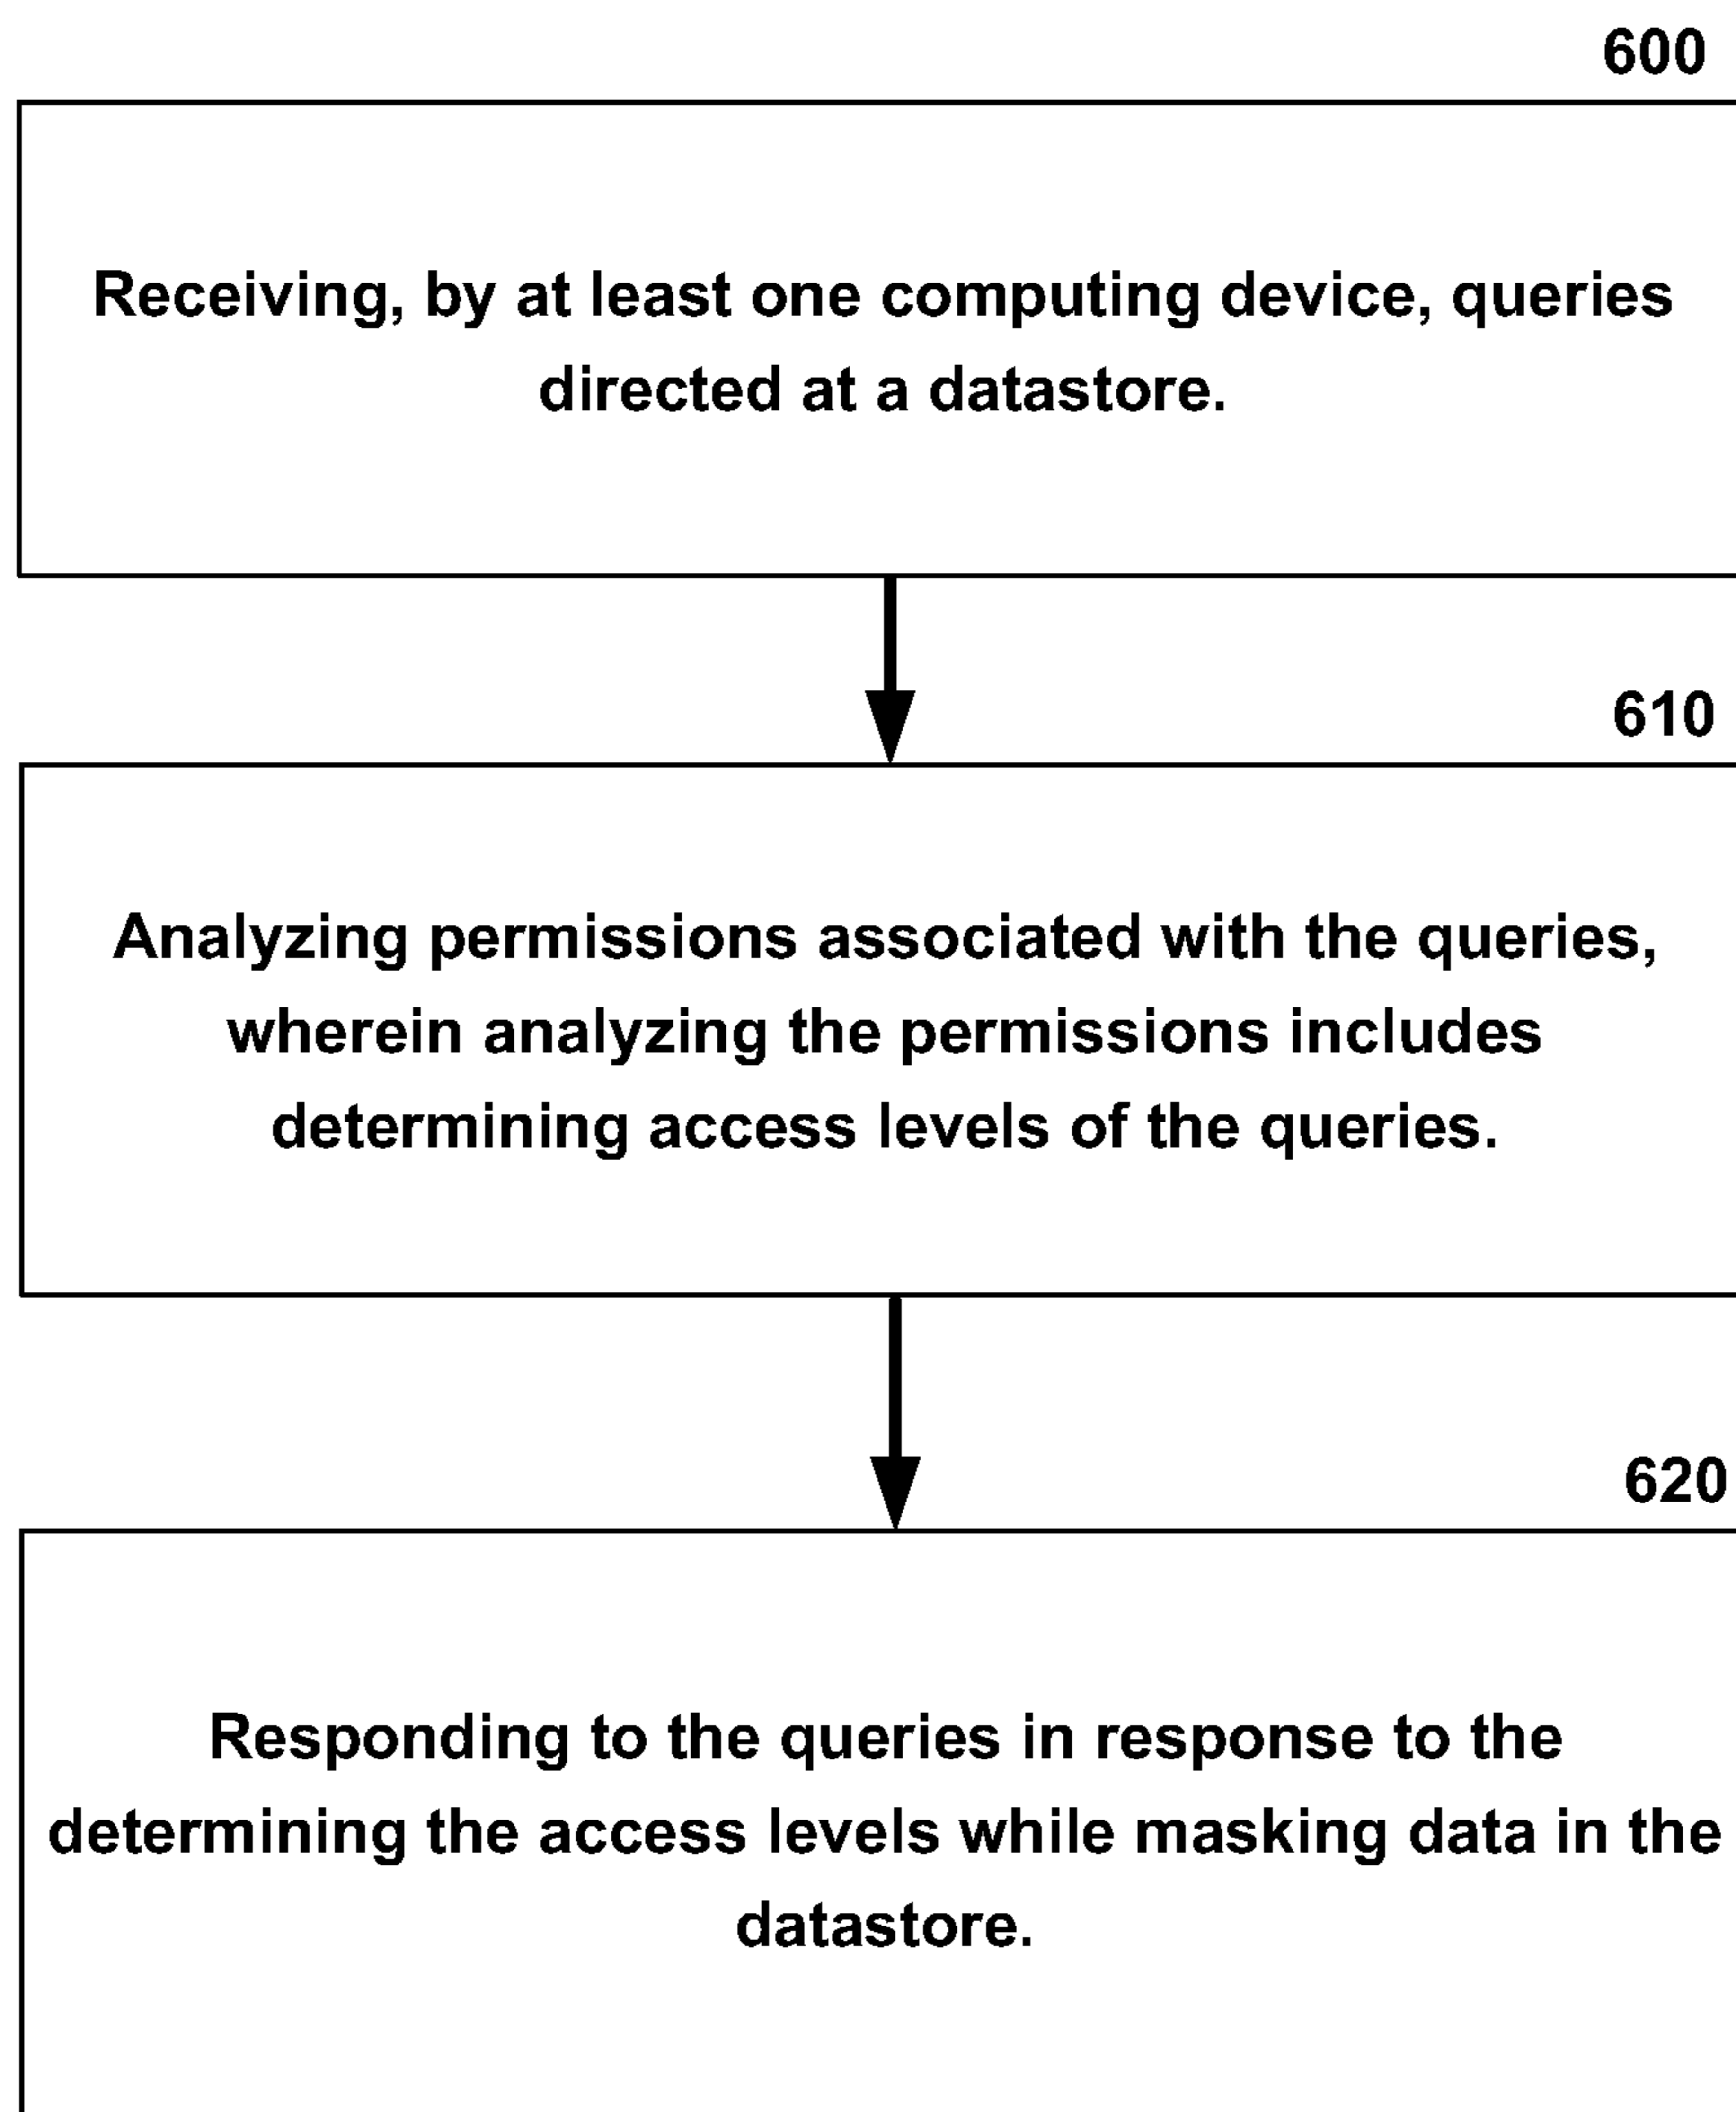 600
Receiving, by at least one computing device, queries
directed at a datastore.
610
Analyzing permissions associated with the queries,
wherein analyzing the permissions includes
determining access levels of the queries.
620
Responding to the queries in response to the
determining the access levels while masking data in the
datastore.